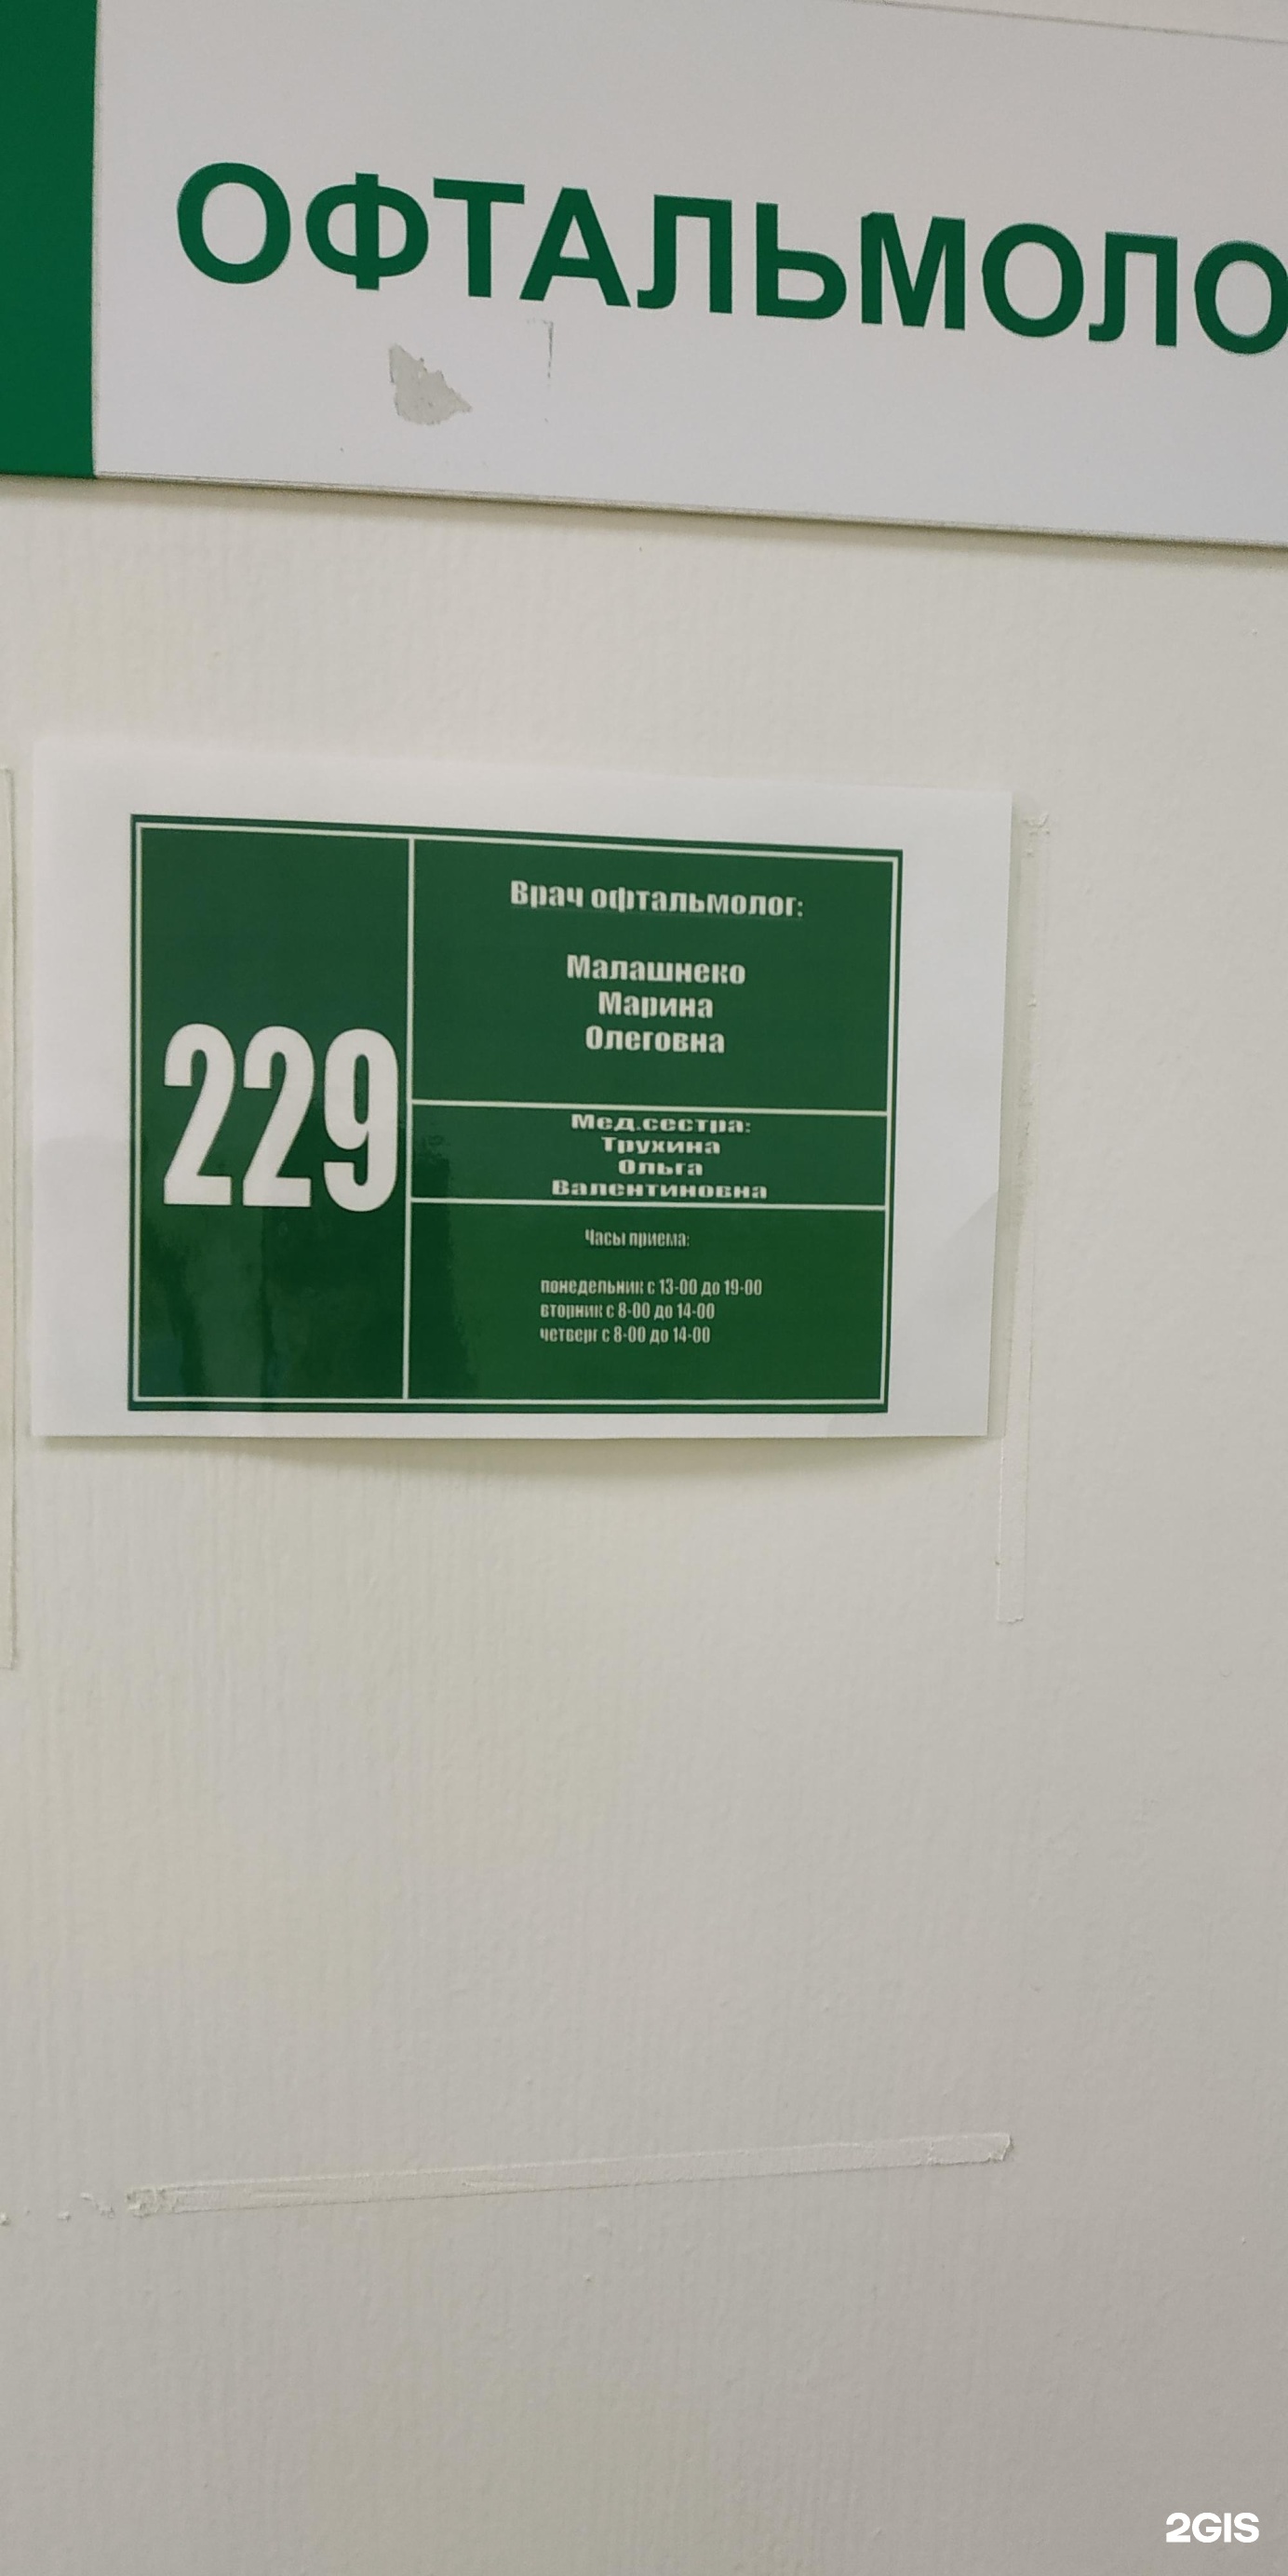 ОФТАЛЬМОЛО
229
Врач офтальмолог:
Малашнеко
Марина
Олеговна
Мед.сестра:
Трухина
Ольга
Валентиновна
Часы приема:
понедельник с 13-00 до 19-00
вторник с 8-00 до 14-00
четверг с 8-00 до 14-00
2GIS